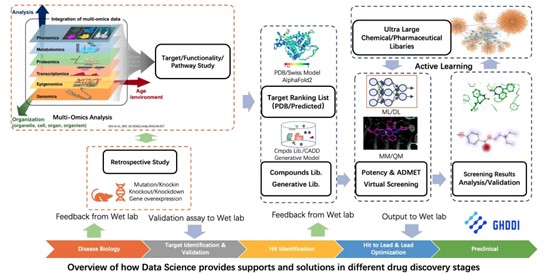 Analysis
Integration of multi-omics data
Phenomics
Metabolomics
Proteomics
Transcriptomics
Epigenomics
Genomics
Age
/environment
Organization
(organelle, cell, organ, organism)
Multi-Omics Analysis
Target/Functionality/
Pathway Study
Retrospective Study
Mutation/Knockin
Knockout/Knockdown
Gene overexpression
PDB/Swiss Model
AlphaFold2
Target Ranking List
(PDB/Predicted)
Cmpds Lib/CADD
Generative Model
Compounds Lib.
Generative Lib.
Ultra Large
Chemical/Pharmaceutical
Libaries
Active Learning
ML/DL
MM/QM
Potency & ADMET
Virtual Screening
Screening Results
Analysis/Validation
Feedback from Wet lab
Validation assay to Wet lab
Feedback from Wet lab
Output to Wet lab
GHDDI
Disease Biology
Target Identification &
Validation
Hit Identification
Hit to Lead & Lead
Optimization
Preclinical
Overview of how Data Science provides supports and solutions in different drug discovery stages